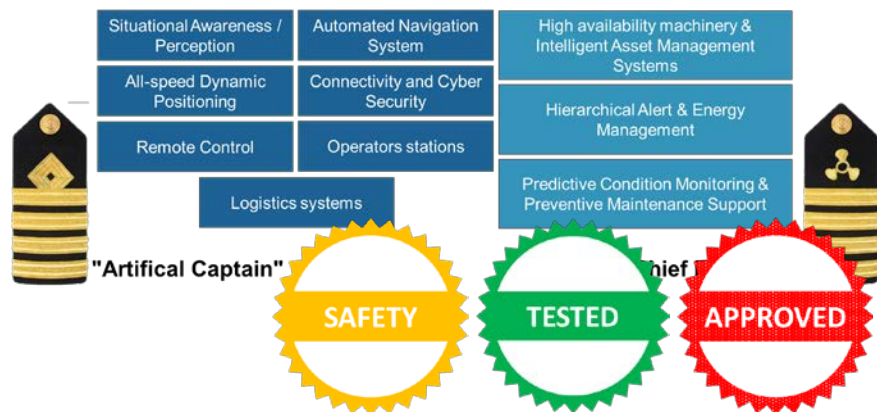 Situational Awareness /
Perception
Automated Navigation
System
High availability machinery &
Intelligent Asset Management
Systems
All-speed Dynamic
Positioning
Connectivity and Cyber
Security
Hierarchical Alert & Energy
Management
Remote Control
Operators stations
Predictive Condition Monitoring &
Preventive Maintenance Support
Logistics systems
"Artifical Captain"
SAFETY
TESTED
APPROVED